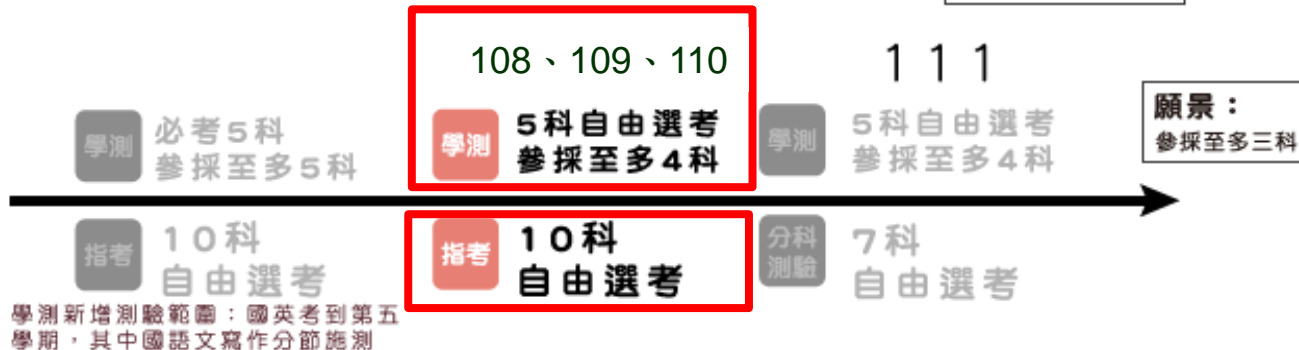 108、109、110
111
學測
必考5科
參採至多5科
學測
5科自由選考
參採至多4科
學測
5科自由選考
參採至多4科
願景：
參採至多三科
指考
10科
自由選考
指考
10科
自由選考
分科
測驗
7科
自由選考
學測新增測驗範圍：國英考到第五
學期，其中國語文寫作分節施測